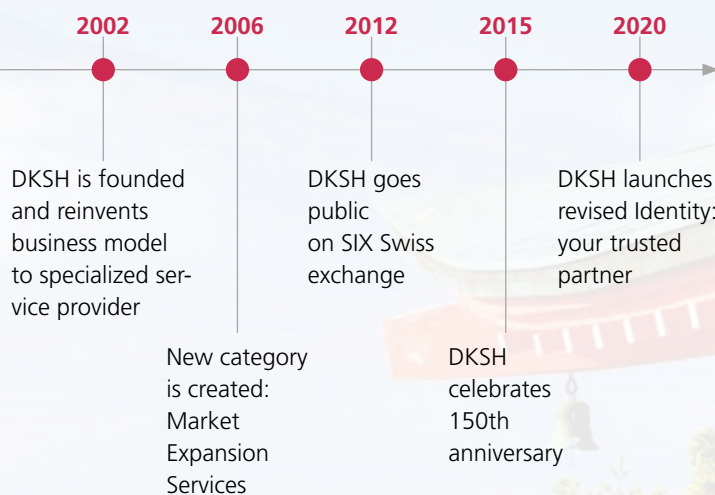 2002
2006
2012
2015
2020
DKSH is founded
and reinvents
business model
to specialized ser-
vice provider
New category
is created:
Market
Expansion
Services
DKSH goes
public
on SIX Swiss
exchange
DKSH
celebrates
150th
anniversary
DKSH launches
revised Identity:
your trusted
partner